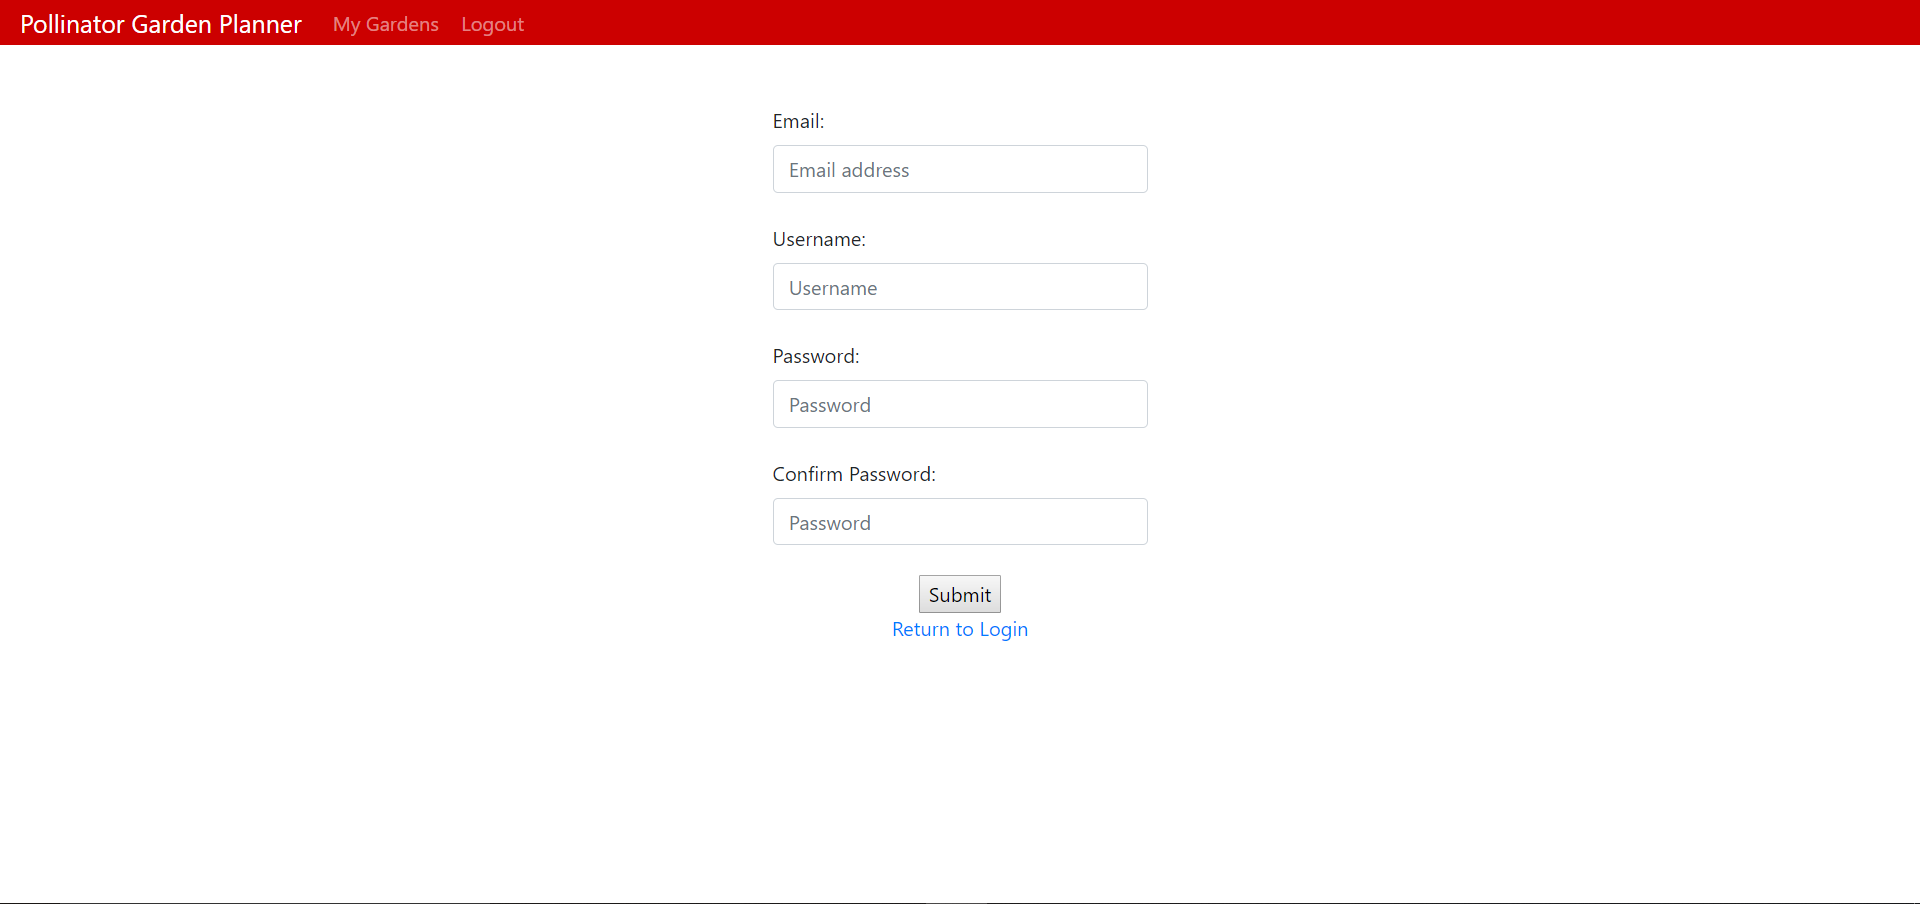 Pollinator Garden Planner My Gardens Logout
Email:
Email address
Username:
Username
Password:
Password
Confirm Password:
Password
Submit
Return to Login